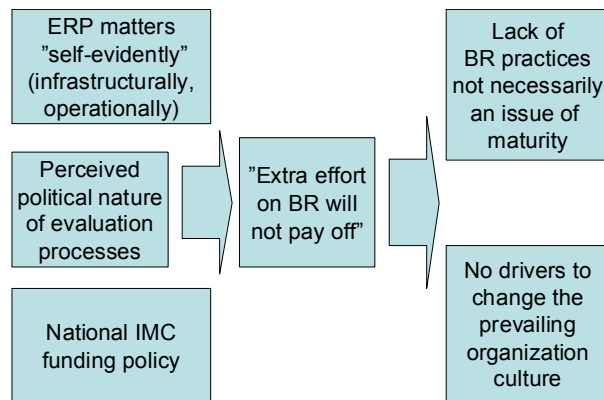 ERP matters
”self-evidently”
(infrastructurally,
operationally)
Perceived
political nature
of evaluation
processes
National IMC
funding policy
”Extra effort
on BR will
not pay off”
Lack of
BR practices
not necessarily
an issue of
maturity
No drivers to
change the
prevailing
organization
culture